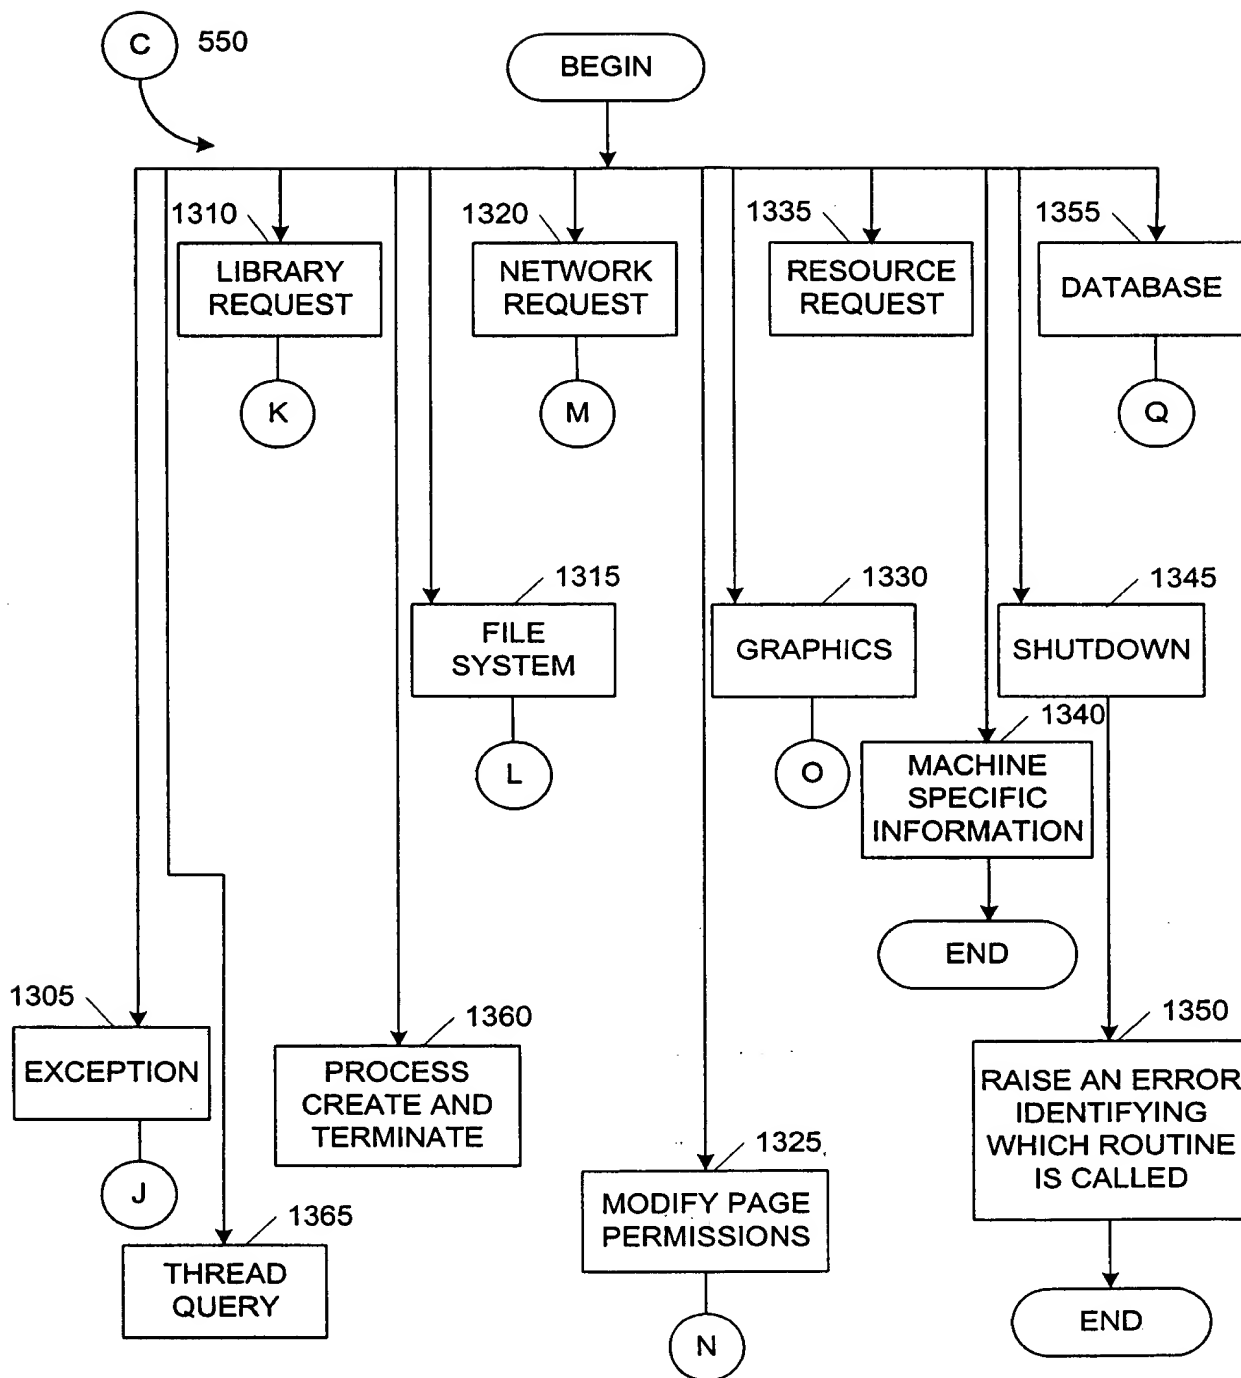 C
550
BEGIN
1310
1320
1335
1355
LIBRARY
REQUEST
NETWORK
REQUEST
RESOURCE
REQUEST
DATABASE
K
M
Q
1315
1330
1345
FILE
SYSTEM
GRAPHICS
SHUTDOWN
L
O
1340
MACHINE
SPECIFIC
INFORMATION
END
1305
EXCEPTION
J
1360
PROCESS
CREATE AND
TERMINATE
1350
RAISE AN ERROR
IDENTIFYING
WHICH ROUTINE
IS CALLED
1325
MODIFY PAGE
PERMISSIONS
1365
THREAD
QUERY
N
END